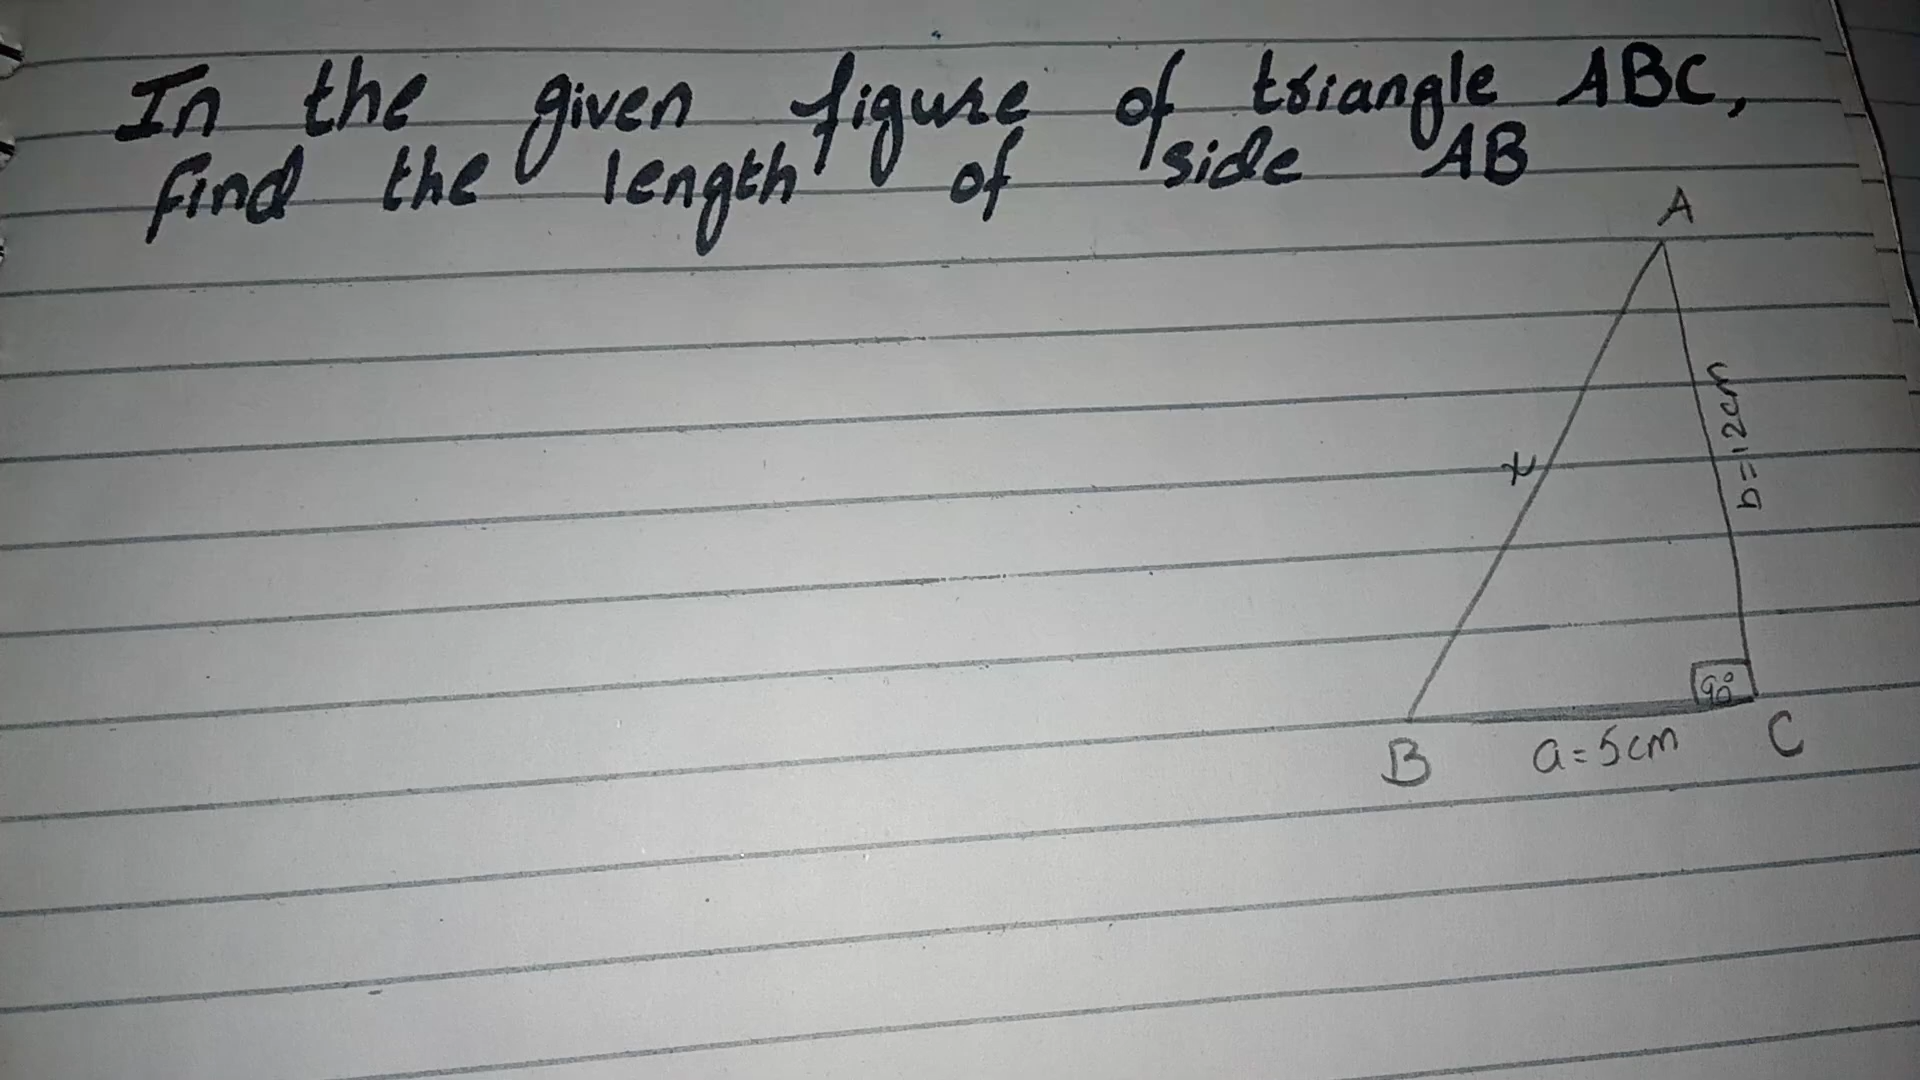 In the given figure of triangle ABC,
find the length of side AB
A
x
b=12cm
90°
B
a=5cm
C